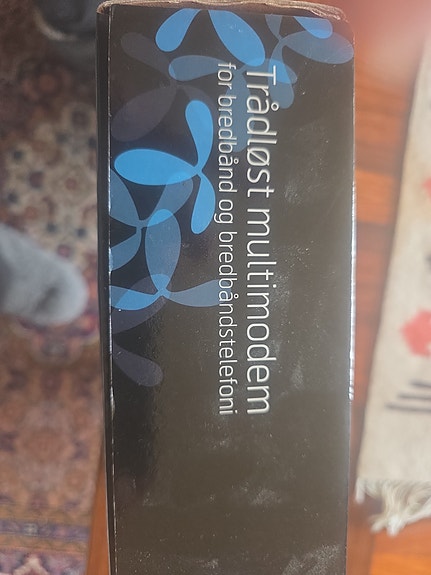 Trådløst multimodem
for bredbånd og bredbåndstelefoni